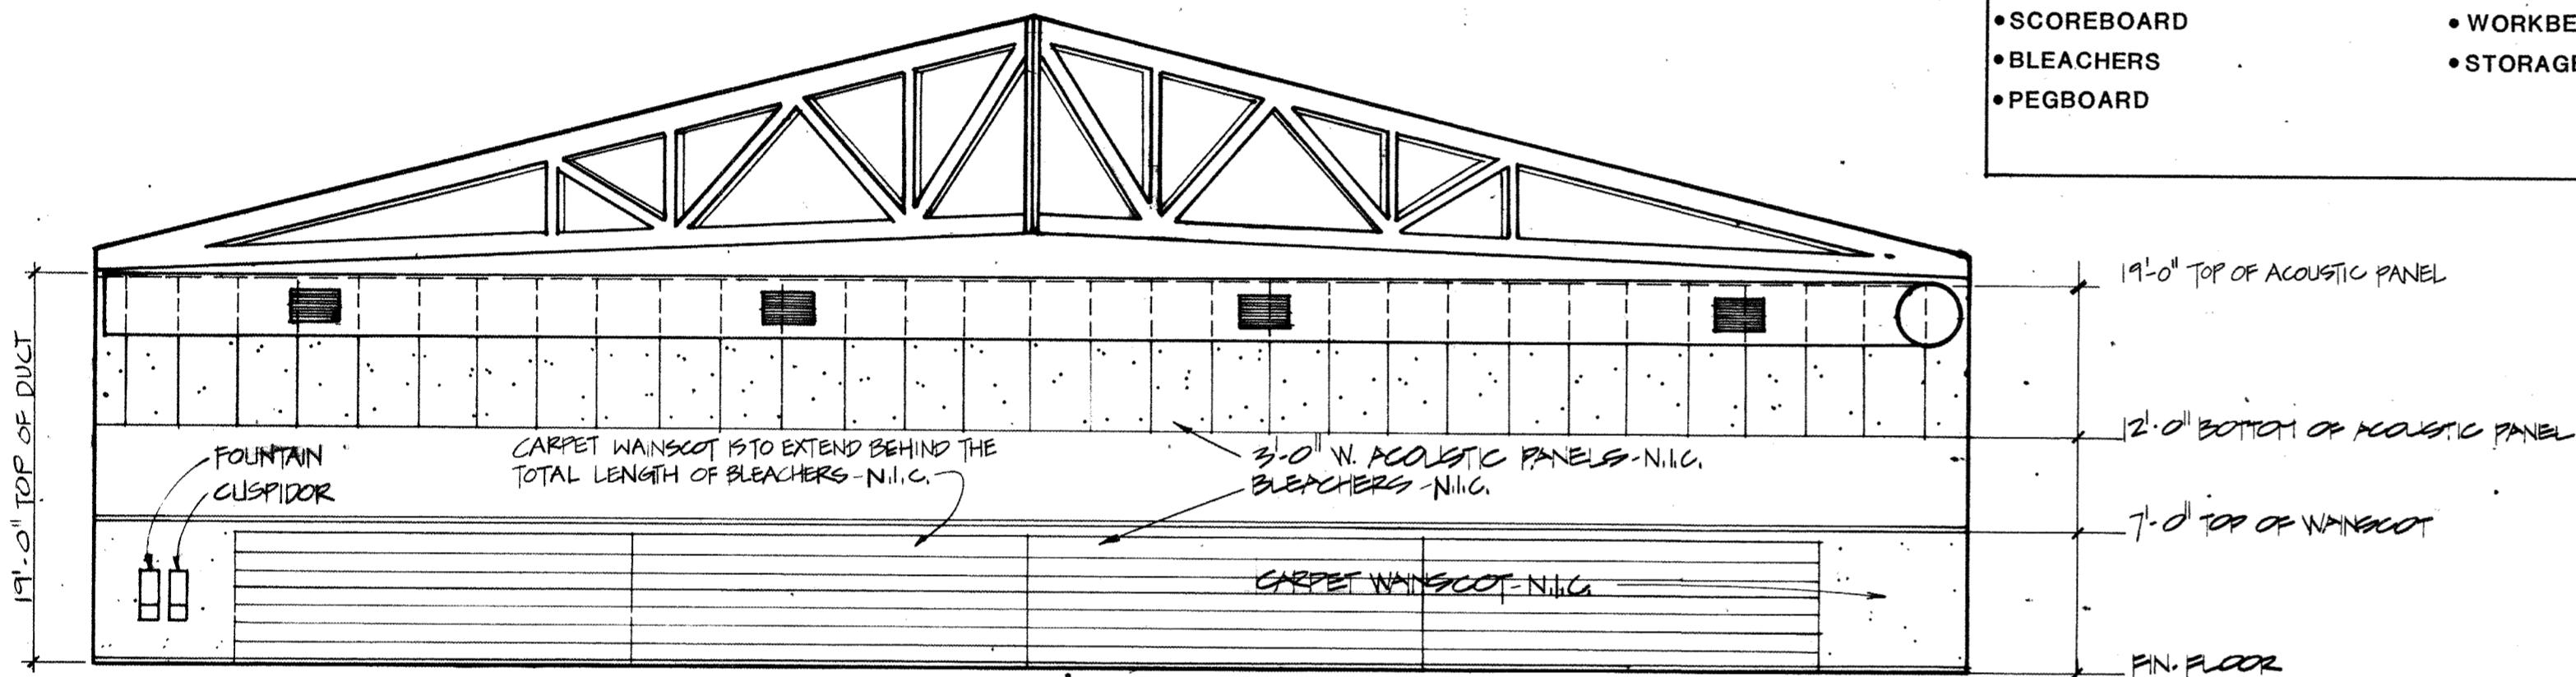 •SCOREBOARD
•WORKBE
•BLEACHERS
•STORAGE
•PEGBOARD
19'-0" TOP OF ACOUSTIC PANEL
19'-0" TOP OF DUCT
12'-0" BOTTOM OF ACOUSTIC PANEL
FOUNTAIN
CUSPIDOR
CARPET WAINSCOT IS TO EXTEND BEHIND THE
TOTAL LENGTH OF BLEACHERS-N.I.C.
3'-0" W. ACOUSTIC PANELS-N.I.C.
BLEACHERS-N.I.C.
7'-0" TOP OF WAINSCOT
CARPET WAINSCOT-N.I.C.
FIN. FLOOR